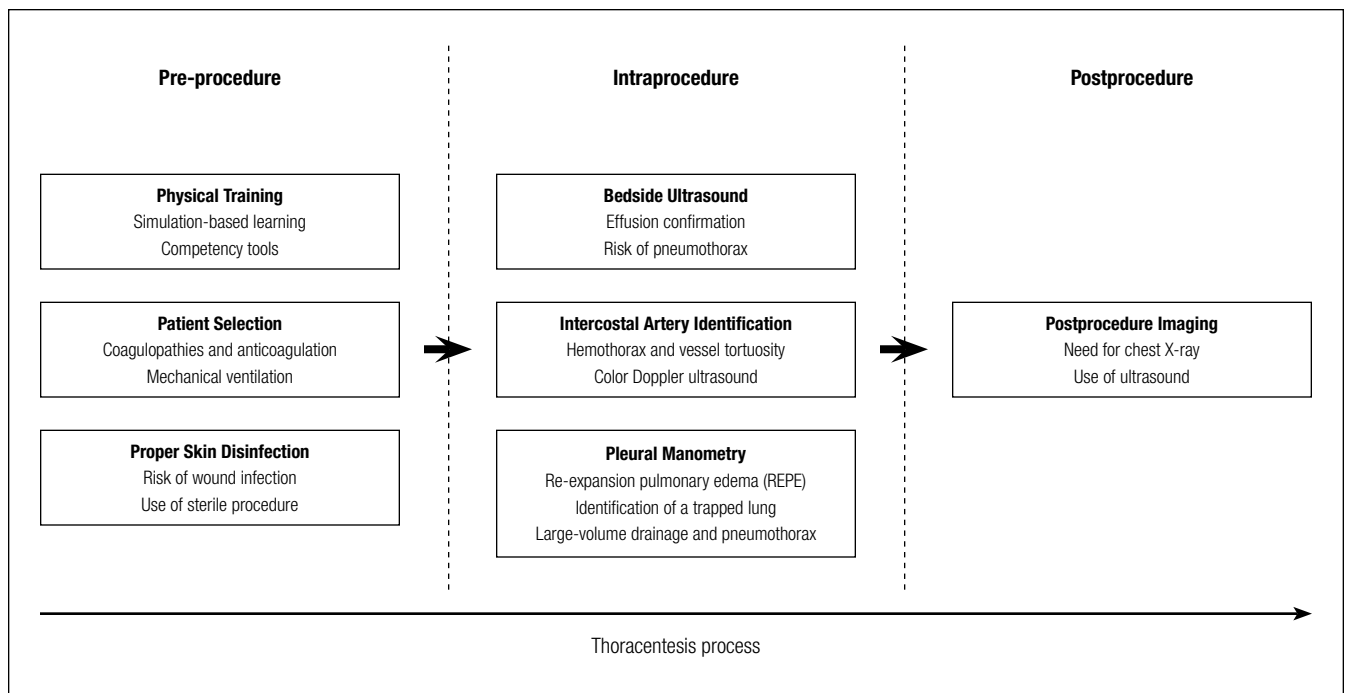 Pre-procedure
Physical Training
Simulation-based learning
Competency tools
Patient Selection
Coagulopathies and anticoagulation
Mechanical ventilation
Proper Skin Disinfection
Risk of wound infection
Use of sterile procedure
Intraprocedure
Bedside Ultrasound
Effusion confirmation
Risk of pneumothorax
Intercostal Artery Identification
Hemothorax and vessel tortuosity
Color Doppler ultrasound
Pleural Manometry
Re-expansion pulmonary edema (REPE)
Identification of a trapped lung
Large-volume drainage and pneumothorax
Postprocedure
Postprocedure Imaging
Need for chest X-ray
Use of ultrasound
Thoracentesis process